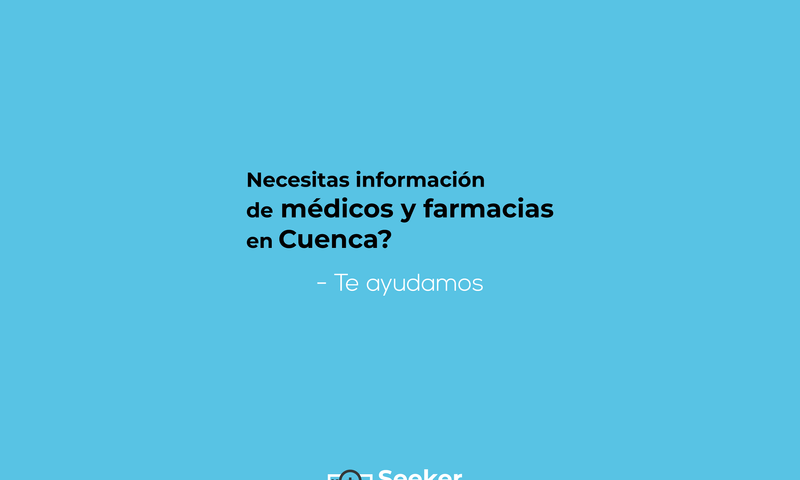 Necesitas información
de médicos y farmacias
en Cuenca?
- Te ayudamos
Seeker